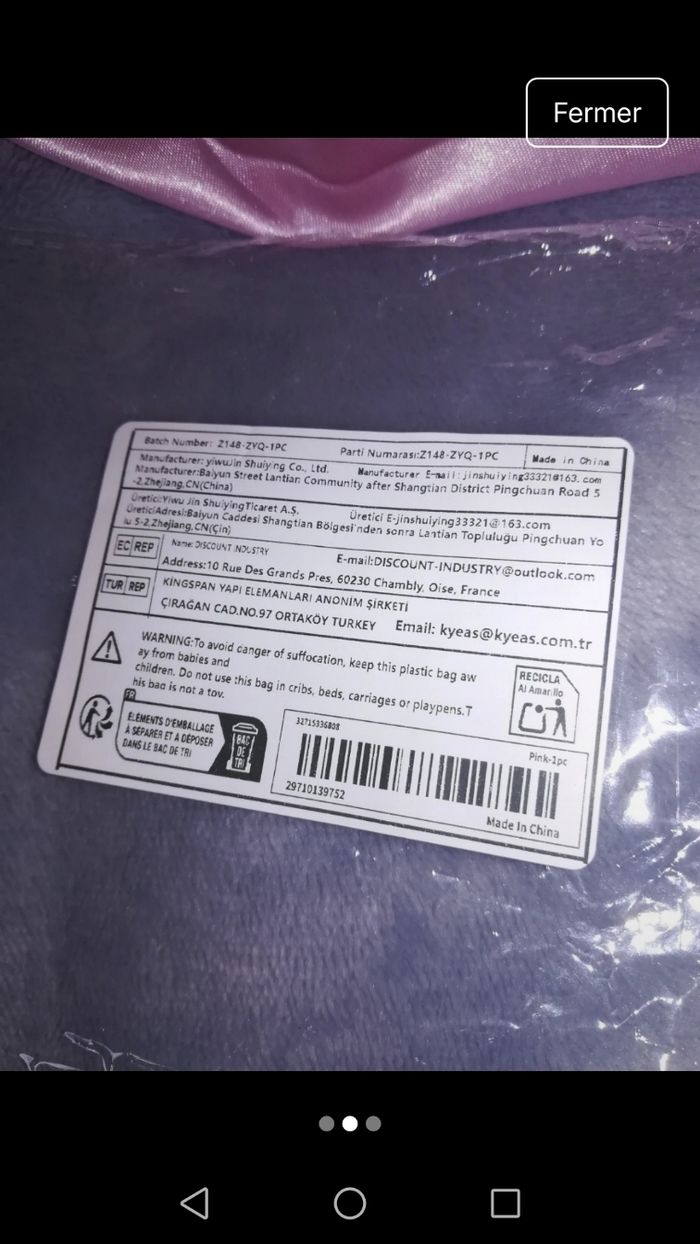 Fermer
Batch Number: Z148-ZYQ-1PC Parti Numarası:Z148-ZYQ-1PC Made in China
Manufacturer: yiwuJin Shuiying Co., Ltd. Manufacturer E-mail:jinshuiying33321@163.com
Manufacturer:Baiyun Street Lantian Community after Shangtian District Pingchuan Road 5
-2,Zhejiang,CN(China)
Üretici:Yiwu Jin ShuiyingTicaret A.Ş. Üretici E-jinshuiying33321@163.com
ÜreticiAdresi:Baiyun Caddesi Shangtian Bölgesi'nden sonra Lantian Topluluğu Pingchuan Yo
lu 5-2,Zhejiang,CN(Çin)
EC REP Name: DISCOUNT INDUSTRY E-mail:DISCOUNT-INDUSTRY@outlook.com
Address:10 Rue Des Grands Pres, 60230 Chambly, Oise, France
TUR REP KİNGSPAN YAPI ELEMANLARI ANONİM ŞİRKETİ
ÇIRAĞAN CAD.NO.97 ORTAKÖY TURKEY Email: kyeas@kyeas.com.tr
WARNING:To avoid canger of suffocation, keep this plastic bag aw
ay from babies and
children. Do not use this bag in cribs, beds, carriages or playpens.T
his bag is not a toy.
RECICLA
Al Amarillo
FR
ÉLÉMENTS D'EMBALLAGE
À SÉPARER ET À DÉPOSER
DANS LE BAC DE TRI
BAC
DE
TRI
32715336808
Pink-1pc
29710139752
Made In China